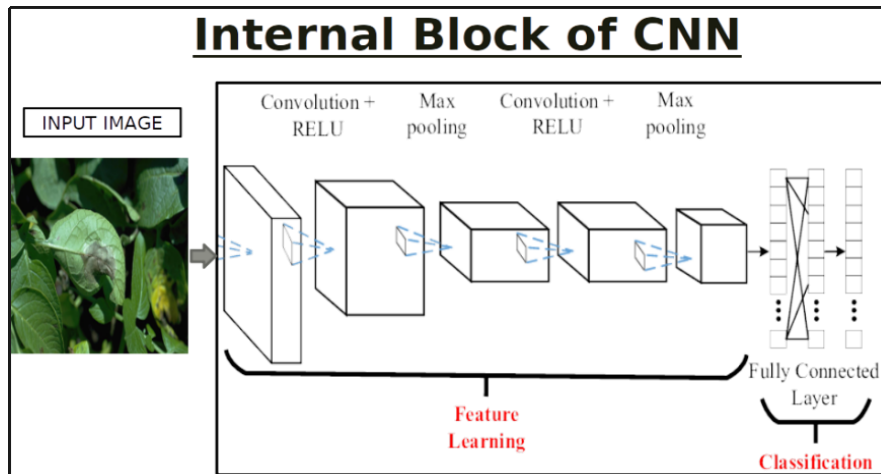 Internal Block of CNN
INPUT IMAGE
Convolution +
RELU
Max
pooling
Convolution +
RELU
Max
pooling
Fully Connected
Layer
Feature
Learning
Classification